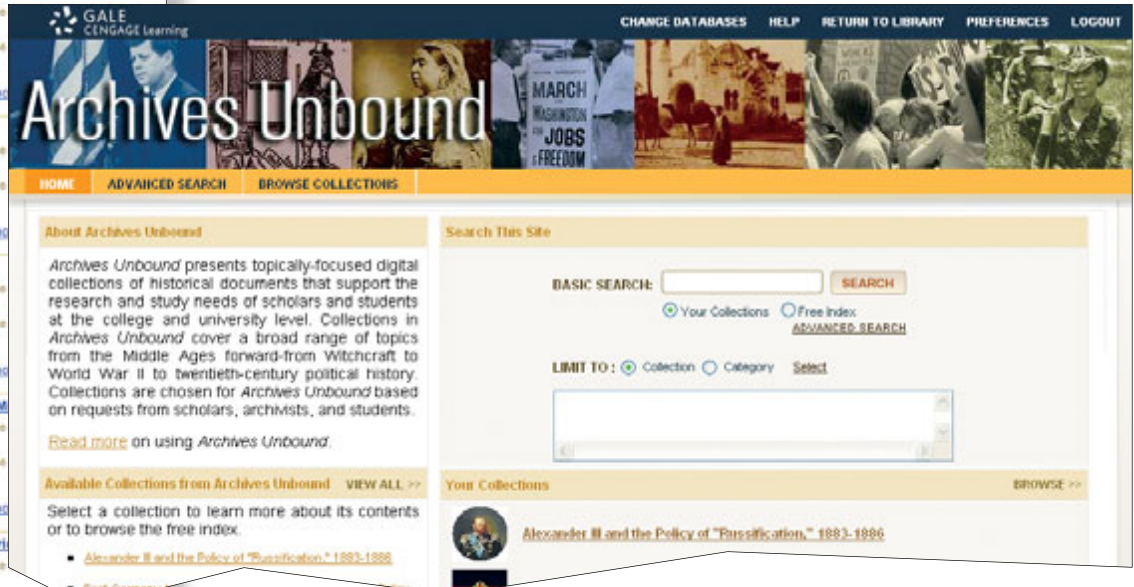 GALE
CENGAGE Learning
CHANGE DATABASES HELP RETURN TO LIBRARY PREFERENCES LOGOUT
Archives Unbound
MARCH
WASHINGTON
FOR JOBS
& FREEDOM
HOME ADVANCED SEARCH BROWSE COLLECTIONS
About Archives Unbound
Archives Unbound presents topically-focused digital
collections of historical documents that support the
research and study needs of scholars and students
at the college and university level. Collections in
Archives Unbound cover a broad range of topics
from the Middle Ages forward-from Witchcraft to
World War II to twentieth-century political history.
Collections are chosen for Archives Unbound based
on requests from scholars, archivists, and students.
Read more on using Archives Unbound.
Search This Site
BASIC SEARCH: SEARCH
Your Collections Free Index
ADVANCED SEARCH
LIMIT TO : Collection Category Select
Available Collections from Archives Unbound VIEW ALL >>
Select a collection to learn more about its contents
or to browse the free index.
Alexander III and the Policy of "Russification," 1883-1886
Your Collections BROWSE >>
Alexander III and the Policy of "Russification," 1883-1886